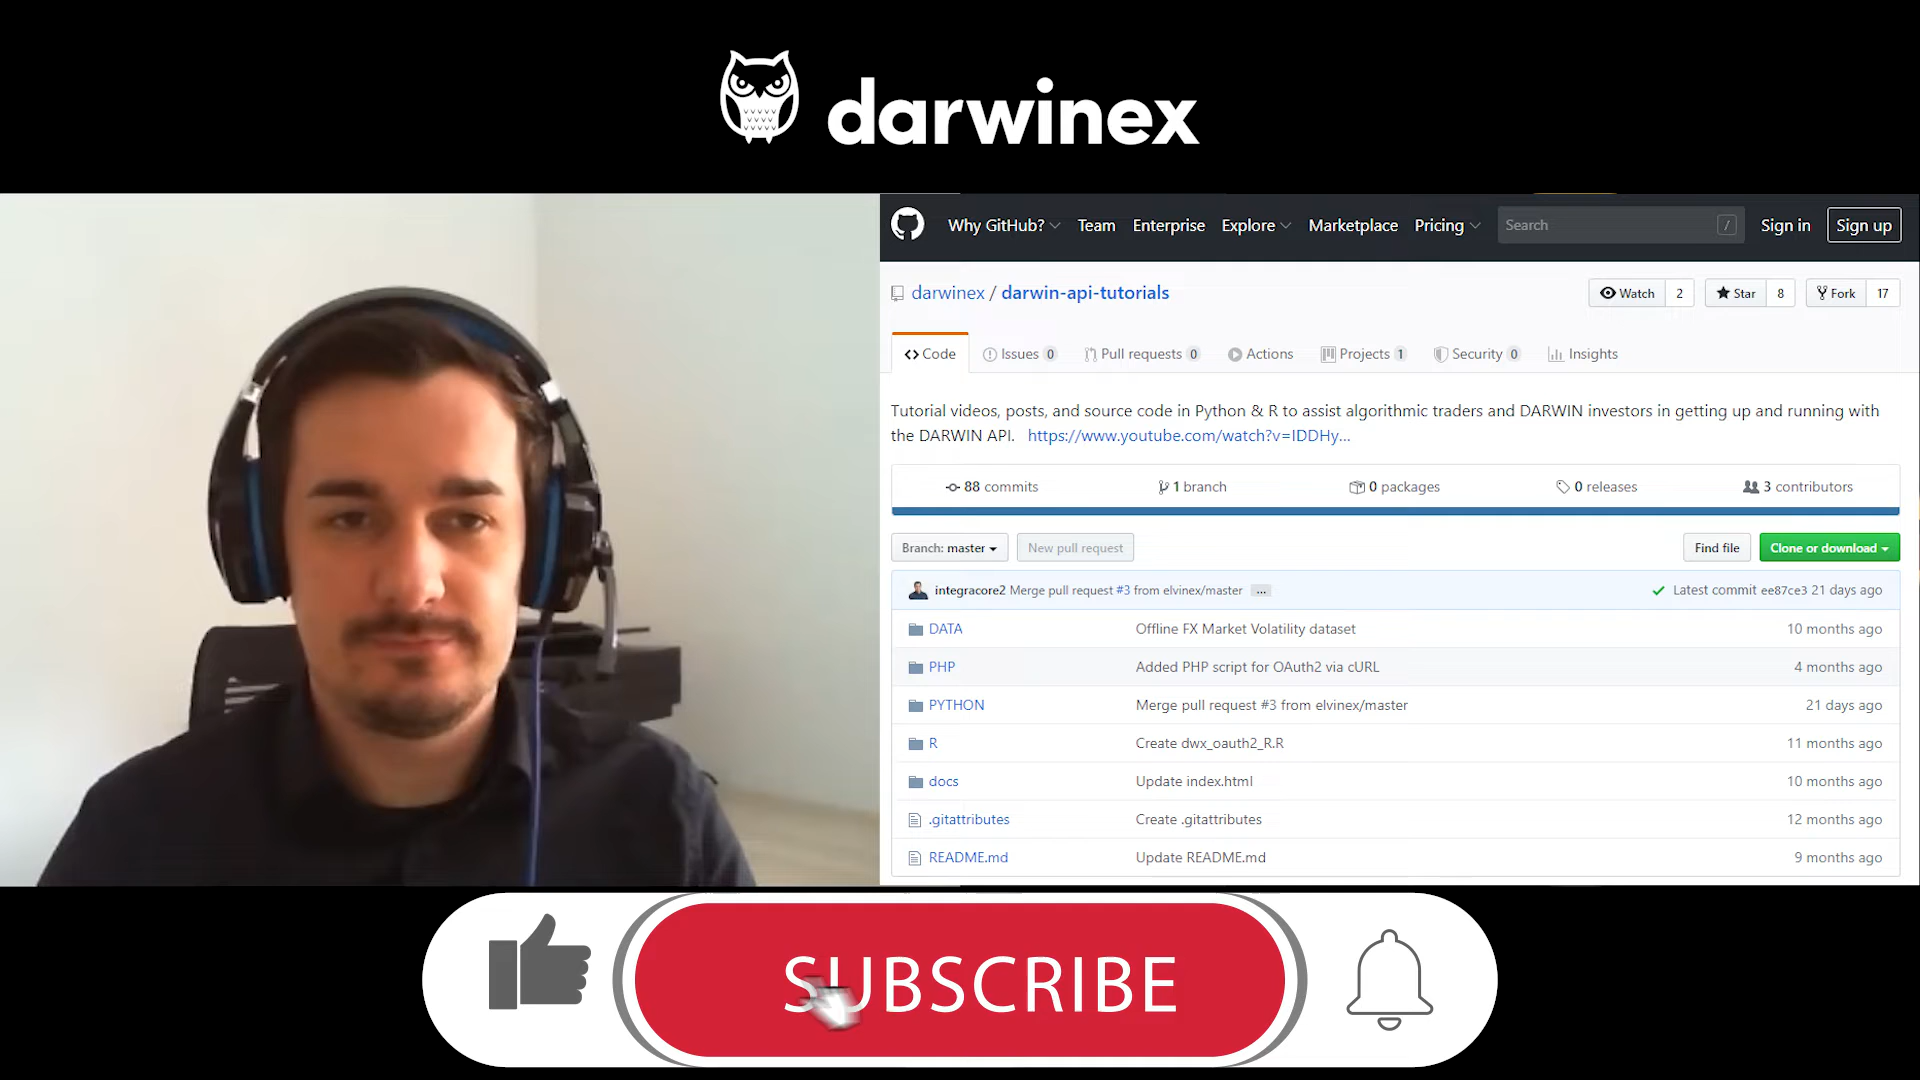 darwinex
Why GitHub? Team Enterprise Explore Marketplace Pricing Search / Sign in Sign up
darwinex / darwin-api-tutorials Watch 2 Star 8 Fork 17
Code Issues 0 Pull requests 0 Actions Projects 1 Security 0 Insights
Tutorial videos, posts, and source code in Python & R to assist algorithmic traders and DARWIN investors in getting up and running with
the DARWIN API. https://www.youtube.com/watch?v=IDDHy...
88 commits 1 branch 0 packages 0 releases 3 contributors
Branch: master New pull request Find file Clone or download
integracore2 Merge pull request #3 from elvinex/master ... Latest commit ee87ce3 21 days ago
DATA Offline FX Market Volatility dataset 10 months ago
PHP Added PHP script for OAuth2 via cURL 4 months ago
PYTHON Merge pull request #3 from elvinex/master 21 days ago
R Create dwx_oauth2_R.R 11 months ago
docs Update index.html 10 months ago
.gitattributes Create .gitattributes 12 months ago
README.md Update README.md 9 months ago
SUBSCRIBE